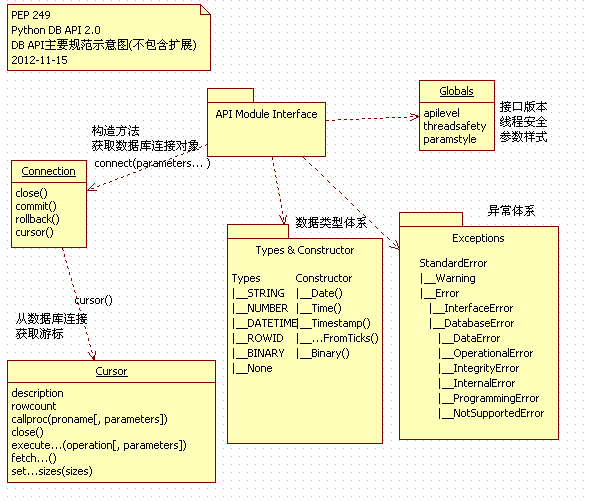 PEP 249
Python DB API 2.0
DB API主要规范示意图(不包含扩展)
2012-11-15
API Module Interface
Globals
apilevel
threadsafety
paramstyle
接口版本
线程安全
参数样式
构造方法
获取数据库连接对象
connect(parameters... )
Connection
close()
commit()
rollback()
cursor()
cursor()
从数据库连接
获取游标
Cursor
description
rowcount
callproc(proname[, parameters])
close()
execute...(operation[, parameters])
fetch...()
set...sizes(sizes)
数据类型体系
Types & Constructor
Types Constructor
|__STRING |__Date()
|__NUMBER |__Time()
|__DATETIME |__Timestamp()
|__ROWID |__...FromTicks()
|__BINARY |__Binary()
|__None
异常体系
Exceptions
StandardError
|__Warning
|__Error
|__InterfaceError
|__DatabaseError
|__DataError
|__OperationalError
|__IntegrityError
|__InternalError
|__ProgrammingError
|__NotSupportedError